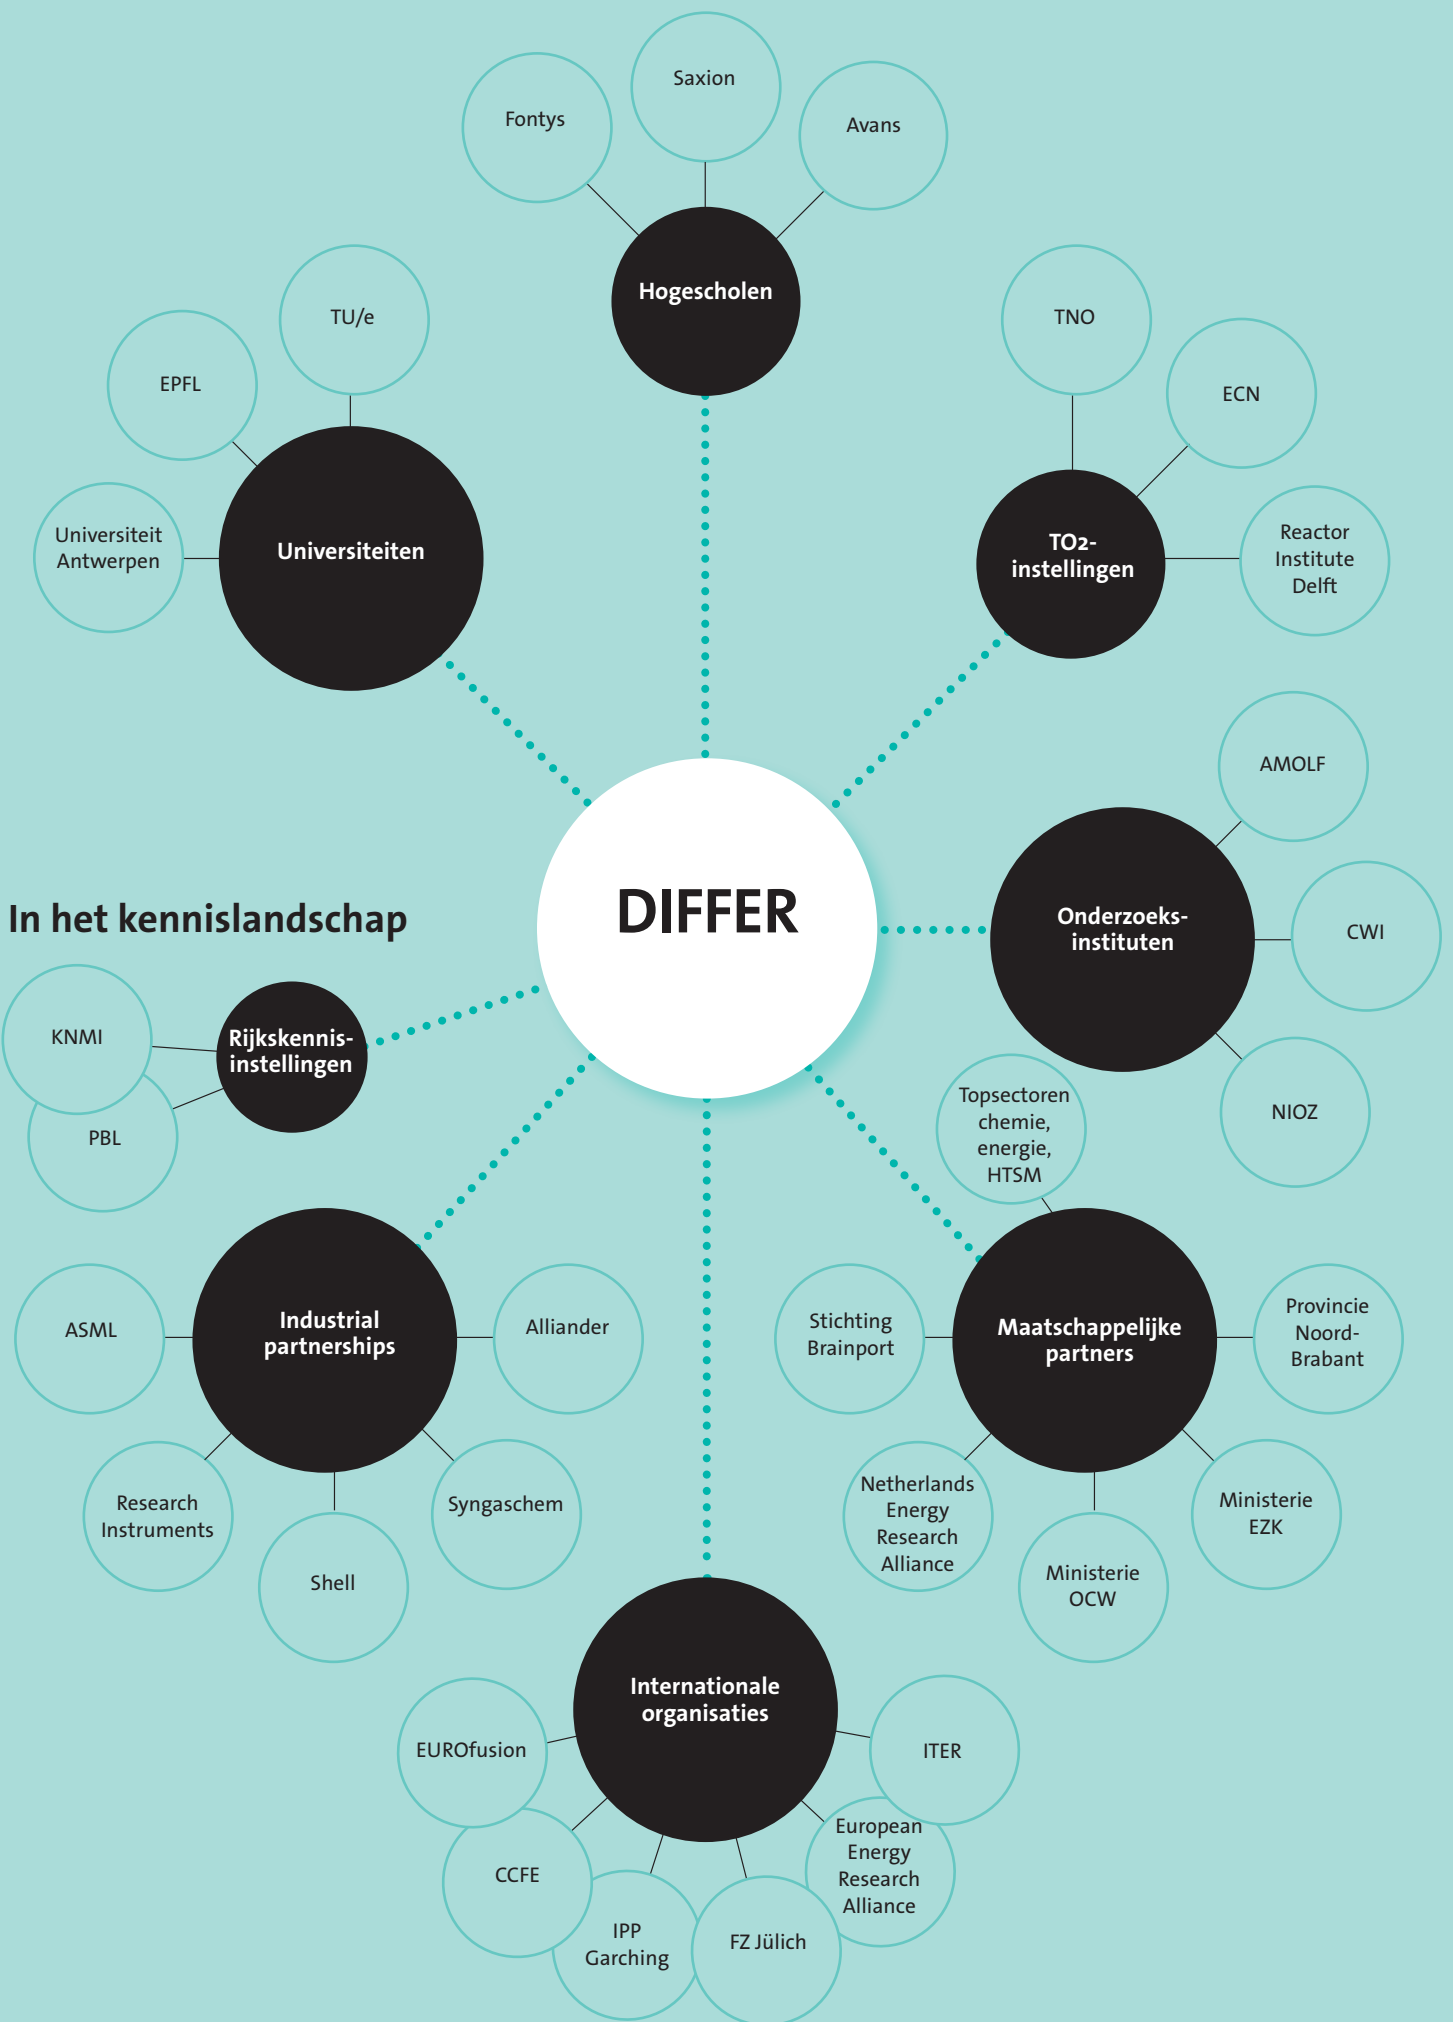 Saxion
Fontys
Avans
Hogescholen
TU/e
EPFL
Universiteit
Antwerpen
Universiteiten
TNO
ECN
Reactor
Institute
Delft
TO2-
instellingen
AMOLF
CWI
NIOZ
Onderzoeks-
instituten
DIFFER
In het kennislandschap
KNMI
PBL
Rijkskennis-
instellingen
Topsectoren
chemie,
energie,
HTSM
Stichting
Brainport
Maatschappelijke
partners
Provincie
Noord-
Brabant
Netherlands
Energy
Research
Alliance
Ministerie
OCW
Ministerie
EZK
Industrial
partnerships
ASML
Alliander
Research
Instruments
Shell
Syngaschem
Internationale
organisaties
EUROfusion
CCFE
IPP
Garching
FZ Jülich
European
Energy
Research
Alliance
ITER